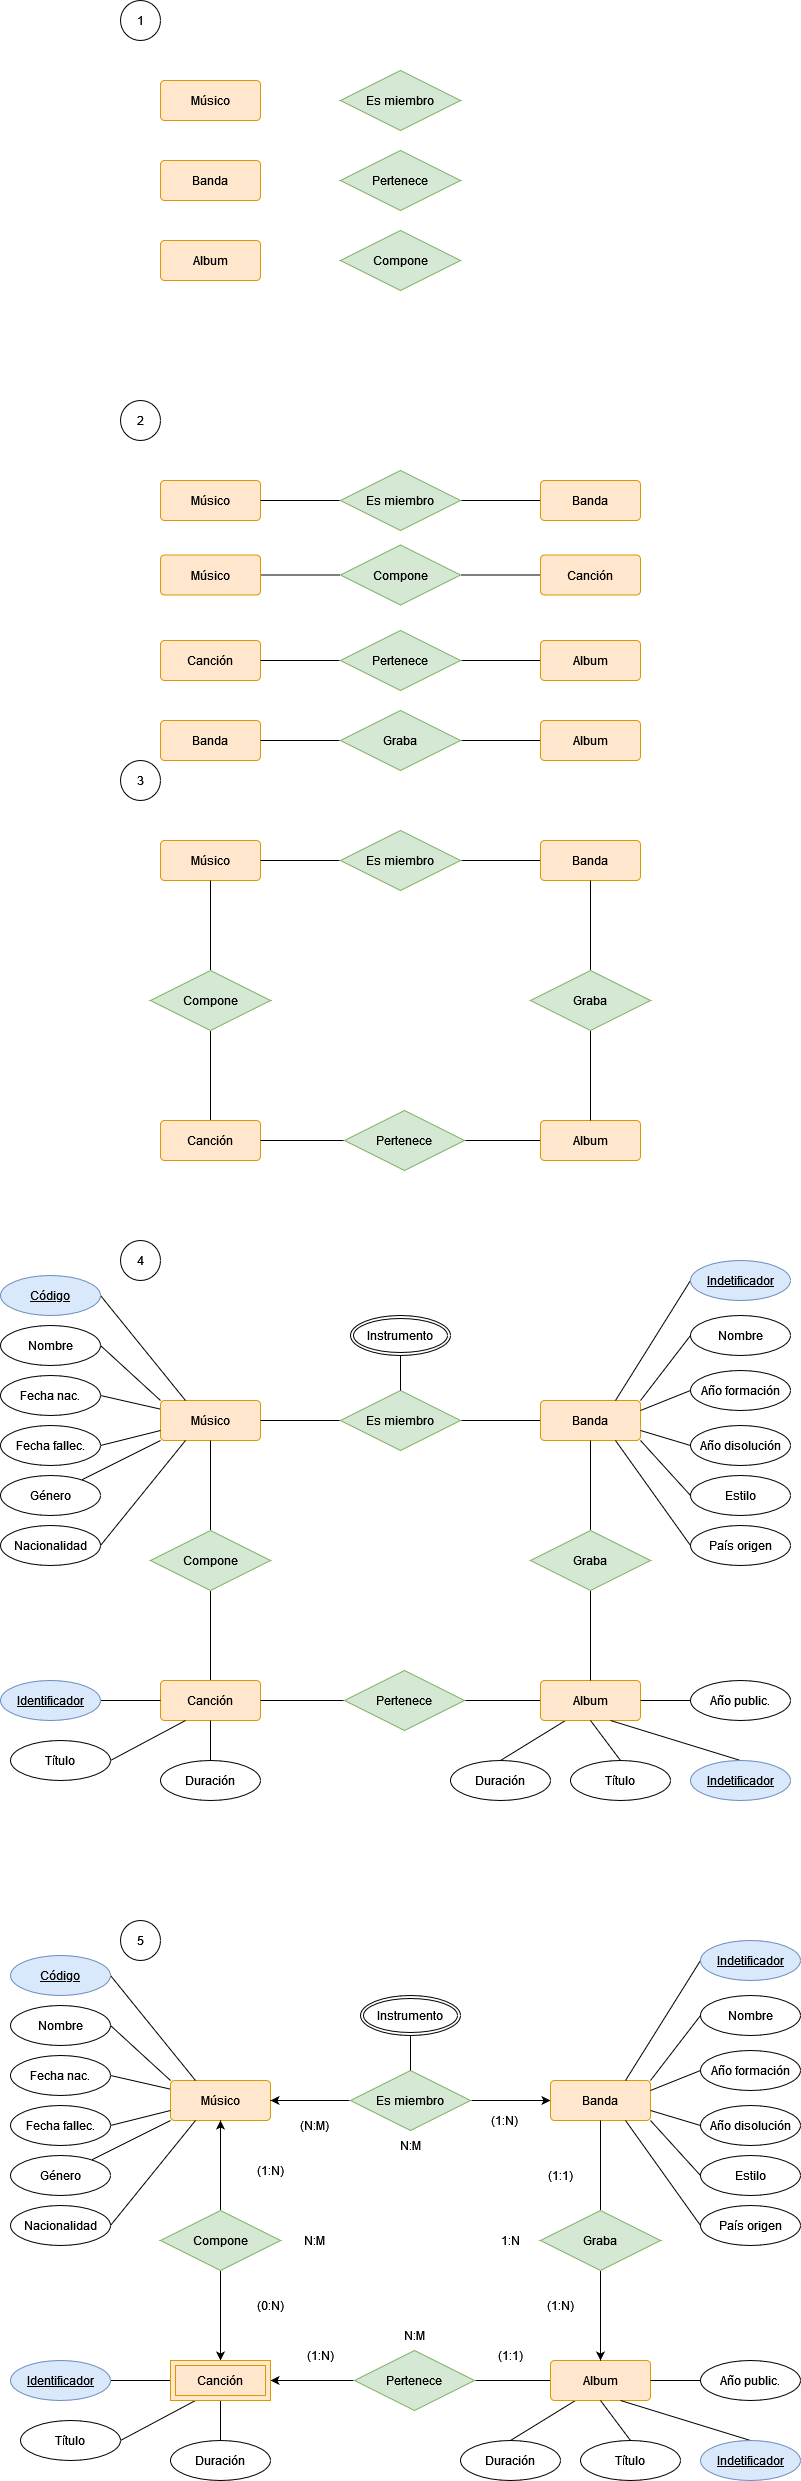 1
Músico
Es miembro
Banda
Pertenece
Album
Compone
2
Músico
Es miembro
Banda
Músico
Compone
Canción
Canción
Pertenece
Album
Banda
Graba
Album
3
Músico
Es miembro
Banda
Compone
Graba
Canción
Pertenece
Album
4
Código
Indetificador
Nombre
Instrumento
Nombre
Fecha nac.
Año formación
Músico
Es miembro
Banda
Fecha fallec.
Año disolución
Género
Estilo
Nacionalidad
País origen
Compone
Graba
Identificador
Canción
Pertenece
Album
Año public.
Título
Duración
Duración
Título
Indetificador
5
Código
Indetificador
Nombre
Instrumento
Nombre
Fecha nac.
Año formación
Músico
Es miembro
Banda
Fecha fallec.
(N:M)
(1:N)
Año disolución
N:M
Género
(1:N)
(1:1)
Estilo
Nacionalidad
País origen
Compone
N:M
1:N
Graba
(0:N)
(1:N)
N:M
(1:N)
(1:1)
Identificador
Canción
Pertenece
Album
Año public.
Título
Duración
Duración
Título
Indetificador